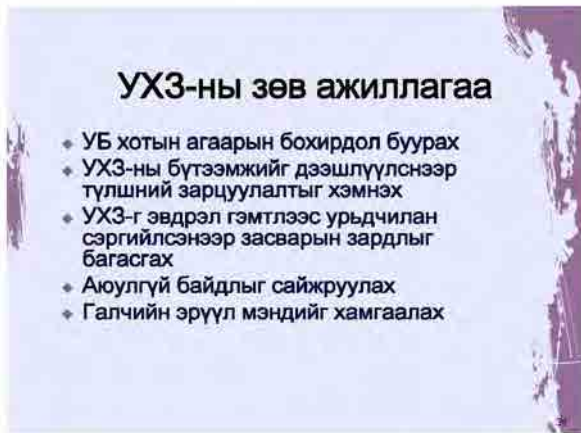 УХЗ-ны зөв ажиллагаа
УБ хотын агаарын бохирдол буурах
УХЗ-ны бүтээмжийг дээшлүүлснээр
түлшний зарцуулалтыг хэмнэх
УХЗ-г эвдрэл гэмтлээс урьдчилан
сэргийлсэнээр засварын зардлыг
багасгах
Аюулгүй байдлыг сайжруулах
Галчийн эрүүл мэндийг хамгаалах